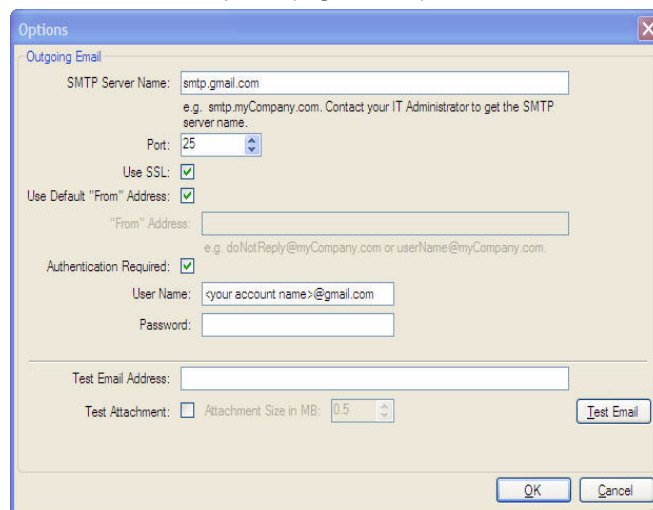 Options
Outgoing Email
SMTP Server Name: smtp.gmail.com
e.g. smtp.myCompany.com. Contact your IT Administrator to get the SMTP
server name.
Port: 25
Use SSL:
Use Default "From" Address:
"From" Address:
e.g. doNotReply@myCompany.com or userName@myCompany.com.
Authentication Required:
User Name: <your account name>@gmail.com
Password:
Test Email Address:
Test Attachment: Attachment Size in MB: 0.5 Test Email
OK Cancel